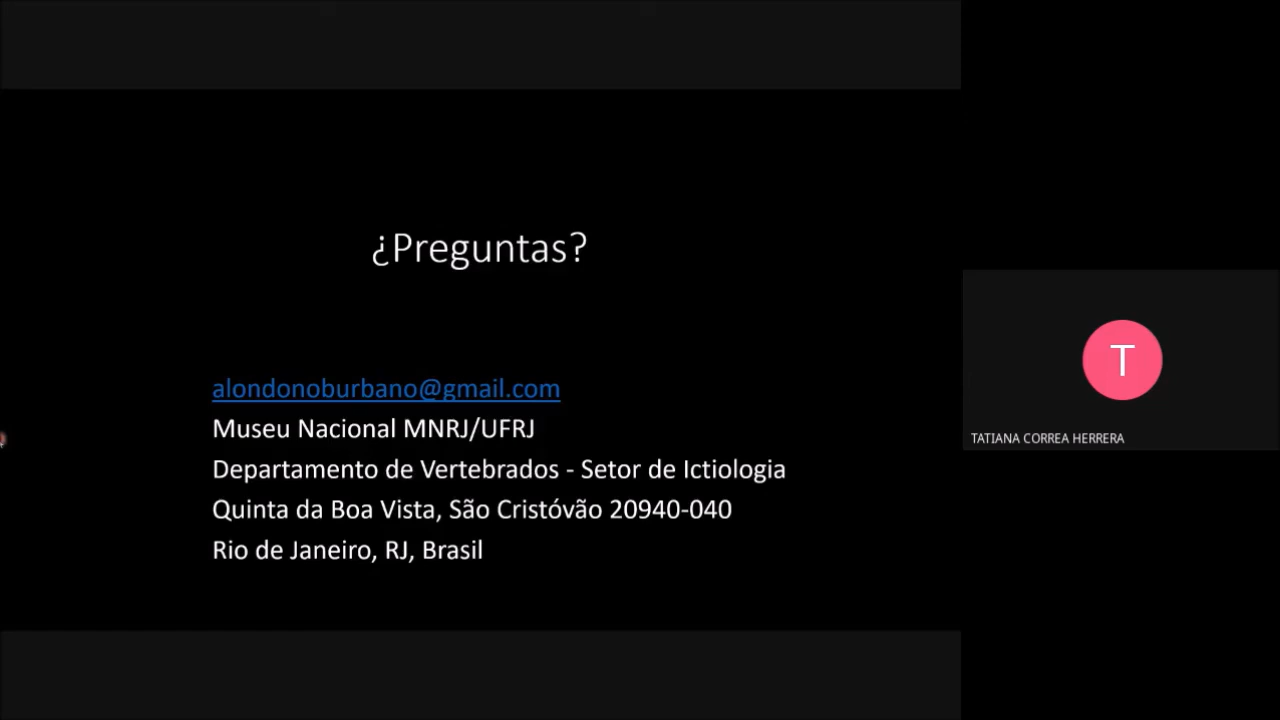 ¿Preguntas?
alondonoburbano@gmail.com
Museu Nacional MNRJ/UFRJ
Departamento de Vertebrados - Setor de Ictiologia
Quinta da Boa Vista, São Cristóvão 20940-040
Rio de Janeiro, RJ, Brasil
T
TATIANA CORREA HERRERA